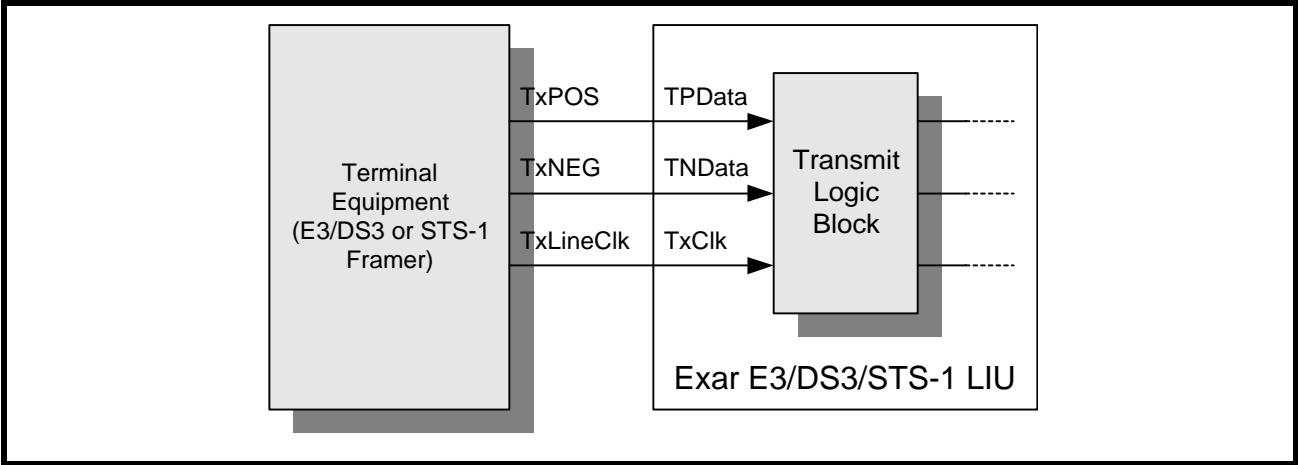 Terminal
Equipment
(E3/DS3 or STS-1
Framer)
TxPOS
TPData
TxNEG
TNData
TxLineClk
TxClk
Transmit
Logic
Block
Exar E3/DS3/STS-1 LIU